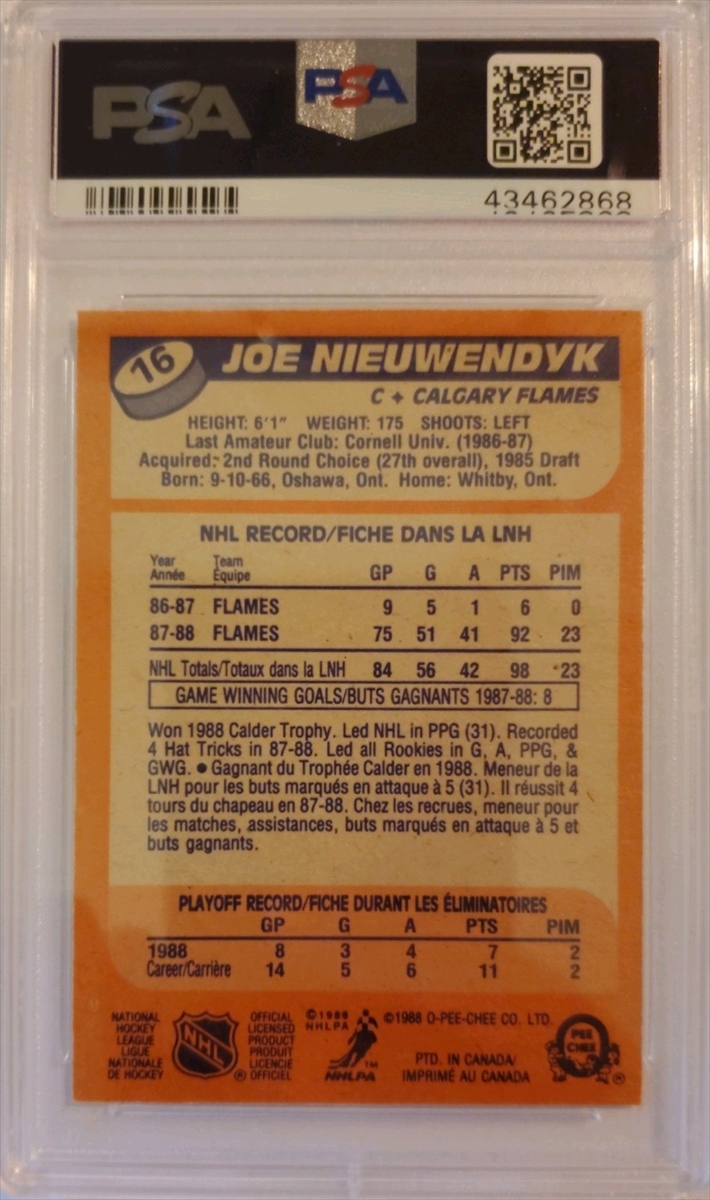 PSA PSA
43462868
16 JOE NIEUWENDYK
C ✦ CALGARY FLAMES
HEIGHT: 6'1" WEIGHT: 175 SHOOTS: LEFT
Last Amateur Club: Cornell Univ. (1986-87)
Acquired: 2nd Round Choice (27th overall), 1985 Draft
Born: 9-10-66, Oshawa, Ont. Home: Whitby, Ont.
NHL RECORD/FICHE DANS LA LNH
Year Team
Année Équipe GP G A PTS PIM
86-87 FLAMES 9 5 1 6 0
87-88 FLAMES 75 51 41 92 23
NHL Totals/Totaux dans la LNH 84 56 42 98 23
GAME WINNING GOALS/BUTS GAGNANTS 1987-88: 8
Won 1988 Calder Trophy. Led NHL in PPG (31). Recorded
4 Hat Tricks in 87-88. Led all Rookies in G, A, PPG, &
GWG. ● Gagnant du Trophée Calder en 1988. Meneur de la
LNH pour les buts marqués en attaque à 5 (31). Il réussit 4
tours du chapeau en 87-88. Chez les recrues, meneur pour
les matches, assistances, buts marqués en attaque à 5 et
buts gagnants.
PLAYOFF RECORD/FICHE DURANT LES ÉLIMINATOIRES
GP G A PTS PIM
1988 8 3 4 7 2
Career/Carrière 14 5 6 11 2
NATIONAL
HOCKEY
LEAGUE
LIGUE
NATIONALE
DE HOCKEY
NHL
®
OFFICIAL
LICENSED
PRODUCT
PRODUIT
LICENCIÉ
OFFICIEL
©1988
NHLPA
TM
NHLPA
©1988 O-PEE-CHEE CO. LTD.
PTD. IN CANADA/
IMPRIMÉ AU CANADA
O
PEE
CHEE
®